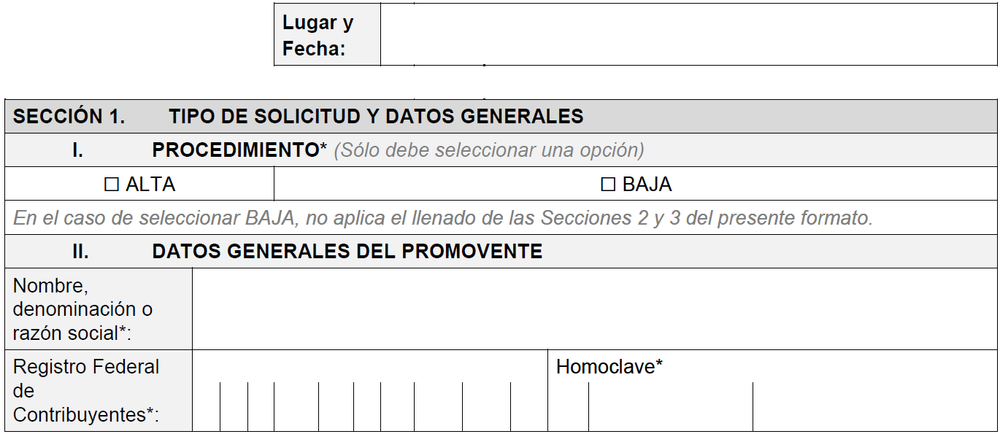 Lugar y
Fecha:
SECCIÓN 1. TIPO DE SOLICITUD Y DATOS GENERALES
I. PROCEDIMIENTO* (Sólo debe seleccionar una opción)
☐ ALTA ☐ BAJA
En el caso de seleccionar BAJA, no aplica el llenado de las Secciones 2 y 3 del presente formato.
II. DATOS GENERALES DEL PROMOVENTE
Nombre,
denominación o
razón social*:
Registro Federal
de
Contribuyentes*:
Homoclave*